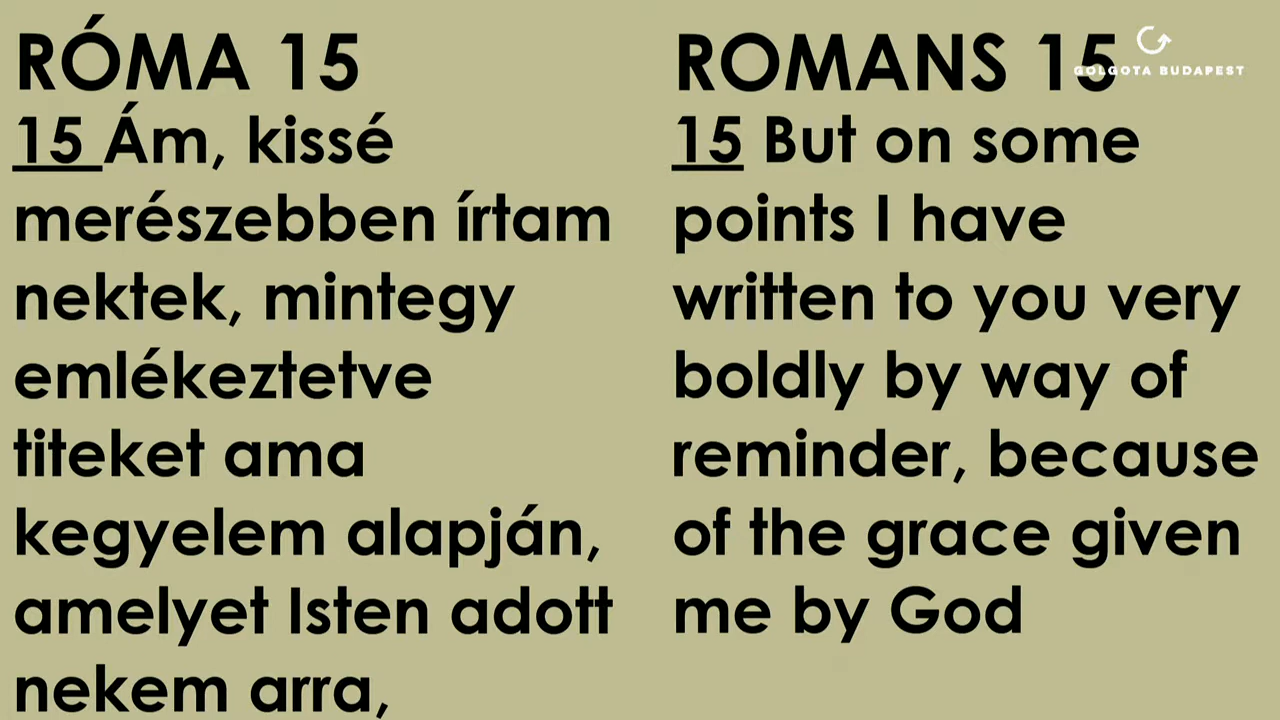 RÓMA 15
15 Ám, kissé
merészebben írtam
nektek, mintegy
emlékeztetve
titeket ama
kegyelem alapján,
amelyet Isten adott
nekem arra,
ROMANS 15
15 But on some
points I have
written to you very
boldly by way of
reminder, because
of the grace given
me by God
GOLGOTA BUDAPEST